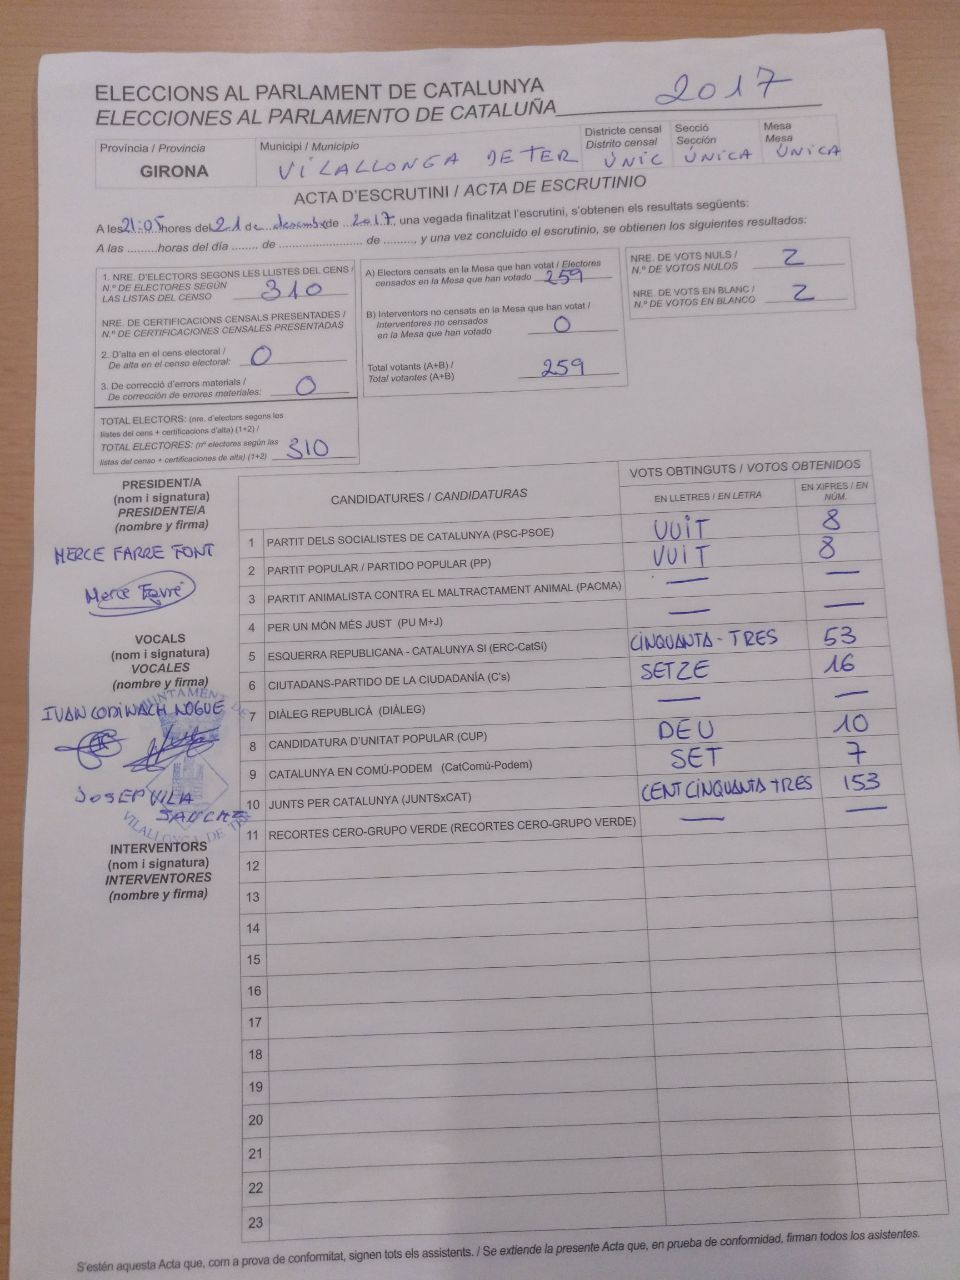 ELECCIONS AL PARLAMENT DE CATALUNYA
ELECCIONES AL PARLAMENTO DE CATALUÑA 2017
Província / Provincia
GIRONA
Municipi / Municipio
VILALLONGA DE TER
Districte censal
Distrito censal
ÚNIC
Secció
Sección
ÚNICA
Mesa
Mesa
ÚNICA
ACTA D'ESCRUTINI / ACTA DE ESCRUTINIO
A les 21:05 hores del 21 de desembre de 2017, una vegada finalitzat l'escrutini, s'obtenen els resultats següents:
A las .........horas del día ........ de ......................... de ........., y una vez concluido el escrutinio, se obtienen los siguientes resultados:
1. NRE. D'ELECTORS SEGONS LES LLISTES DEL CENS /
N.º DE ELECTORES SEGÚN
LAS LISTAS DEL CENSO 310
NRE. DE CERTIFICACIONS CENSALS PRESENTADES /
N.º DE CERTIFICACIONES CENSALES PRESENTADAS
2. D'alta en el cens electoral /
De alta en el censo electoral: 0
3. De correcció d'errors materials /
De corrección de errores materiales: 0
TOTAL ELECTORS: (nre. d'electors segons les
llistes del cens + certificacions d'alta) (1+2) /
TOTAL ELECTORES: (nº electores según las
listas del censo + certificaciones de alta) (1+2) 310
A) Electors censats en la Mesa que han votat / Electores
censados en la Mesa que han votado 259
B) Interventors no censats en la Mesa que han votat /
Interventores no censados
en la Mesa que han votado 0
Total votants (A+B) /
Total votantes (A+B) 259
NRE. DE VOTS NULS /
N.º DE VOTOS NULOS 2
NRE. DE VOTS EN BLANC /
N.º DE VOTOS EN BLANCO 2
PRESIDENT/A
(nom i signatura)
PRESIDENTE/A
(nombre y firma)
MERCE FARRE FONT
Merce Farré
VOCALS
(nom i signatura)
VOCALES
(nombre y firma)
IVAN CODINACH NOGUE
JOSEP VILA
SANCHZ
VILALLONGA DE TER
INTERVENTORS
(nom i signatura)
INTERVENTORES
(nombre y firma)
CANDIDATURES / CANDIDATURAS
VOTS OBTINGUTS / VOTOS OBTENIDOS
EN LLETRES / EN LETRA
EN XIFRES / EN
NÚM.
1 PARTIT DELS SOCIALISTES DE CATALUNYA (PSC-PSOE) VUIT 8
2 PARTIT POPULAR / PARTIDO POPULAR (PP) VUIT 8
3 PARTIT ANIMALISTA CONTRA EL MALTRACTAMENT ANIMAL (PACMA) — —
4 PER UN MÓN MÉS JUST (PU M+J) — —
5 ESQUERRA REPUBLICANA - CATALUNYA SI (ERC-CatSí) CINQUANTA-TRES 53
6 CIUTADANS-PARTIDO DE LA CIUDADANÍA (C's) SETZE 16
7 DIÀLEG REPUBLICÀ (DIÀLEG) — —
8 CANDIDATURA D'UNITAT POPULAR (CUP) DEU 10
9 CATALUNYA EN COMÚ-PODEM (CatComú-Podem) SET 7
10 JUNTS PER CATALUNYA (JUNTSxCAT) CENT CINQUANTA TRES 153
11 RECORTES CERO-GRUPO VERDE (RECORTES CERO-GRUPO VERDE) — —
12
13
14
15
16
17
18
19
20
21
22
23
S'estén aquesta Acta que, com a prova de conformitat, signen tots els assistents. / Se extiende la presente Acta que, en prueba de conformidad, firman todos los asistentes.